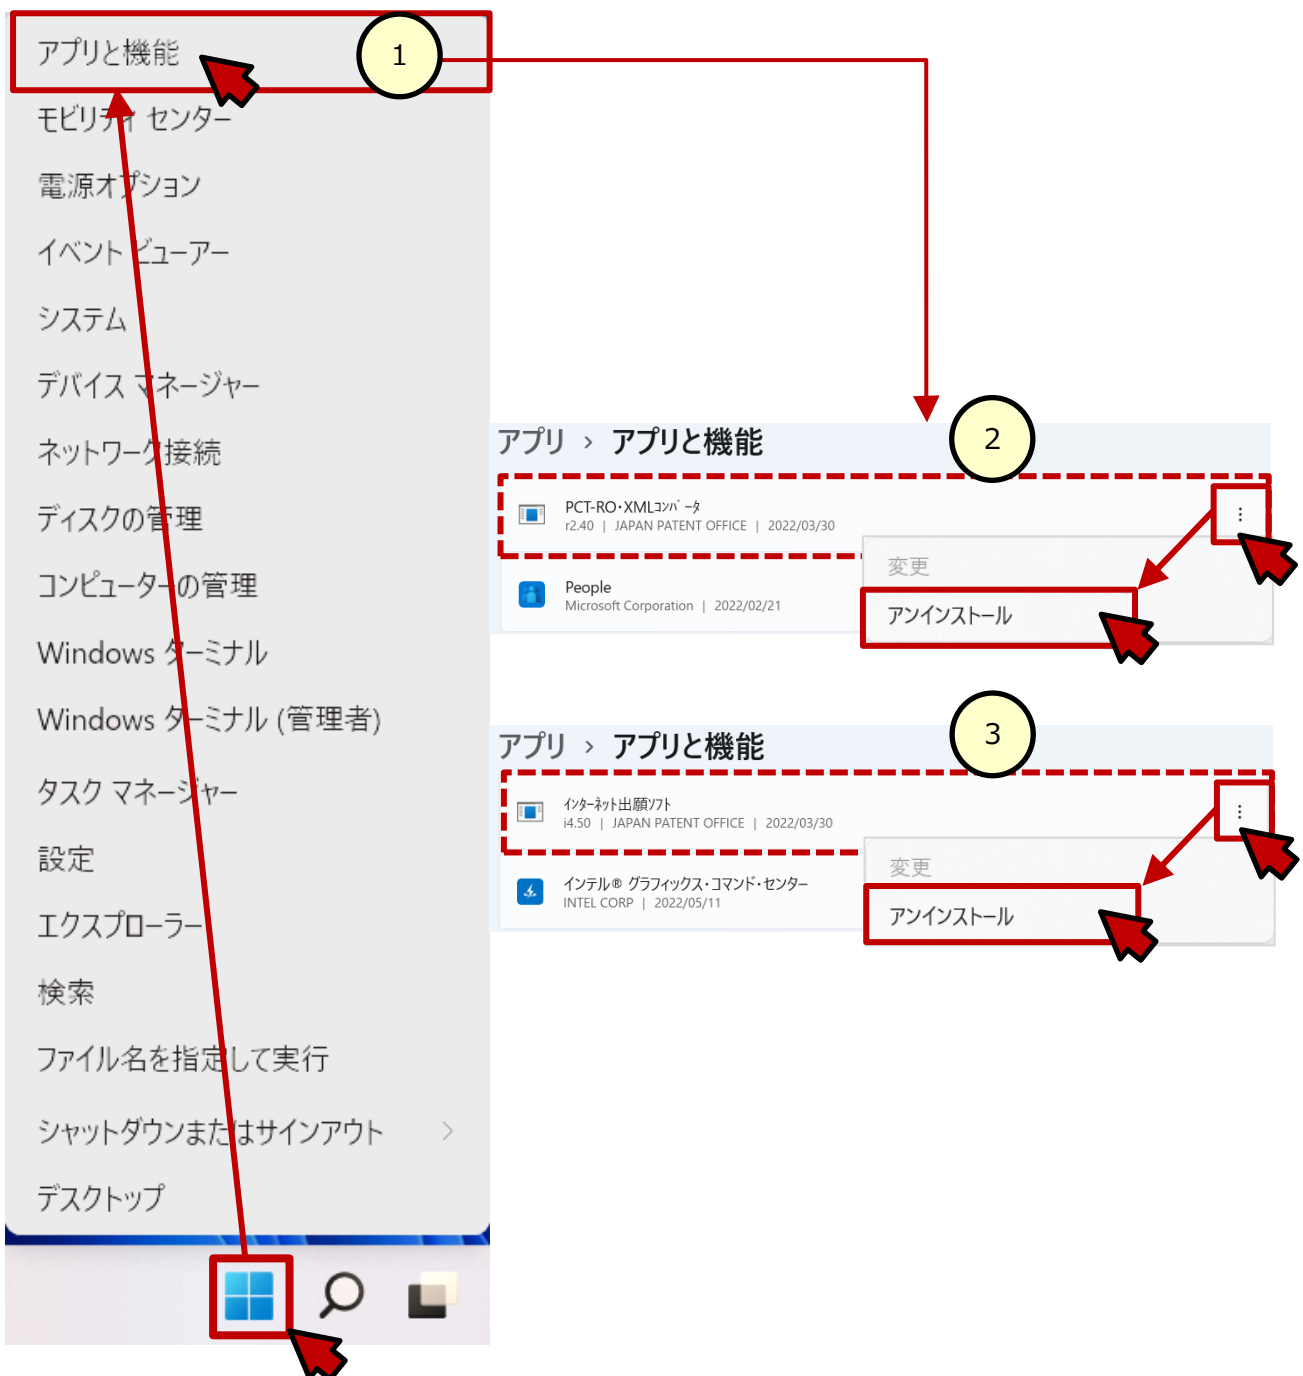 アプリと機能
1
モビリティ センター
電源オプション
イベント ビューアー
システム
デバイス マネージャー
ネットワーク接続
ディスクの管理
コンピューターの管理
Windows ターミナル
Windows ターミナル (管理者)
タスク マネージャー
設定
エクスプローラー
検索
ファイル名を指定して実行
シャットダウンまたはサインアウト
デスクトップ
2
アプリ › アプリと機能
PCT-RO・XMLコンバータ
r2.40 | JAPAN PATENT OFFICE | 2022/03/30
People
Microsoft Corporation | 2022/02/21
変更
アンインストール
3
アプリ › アプリと機能
インターネット出願ソフト
i4.50 | JAPAN PATENT OFFICE | 2022/03/30
インテル® グラフィックス・コマンド・センター
INTEL CORP | 2022/05/11
変更
アンインストール